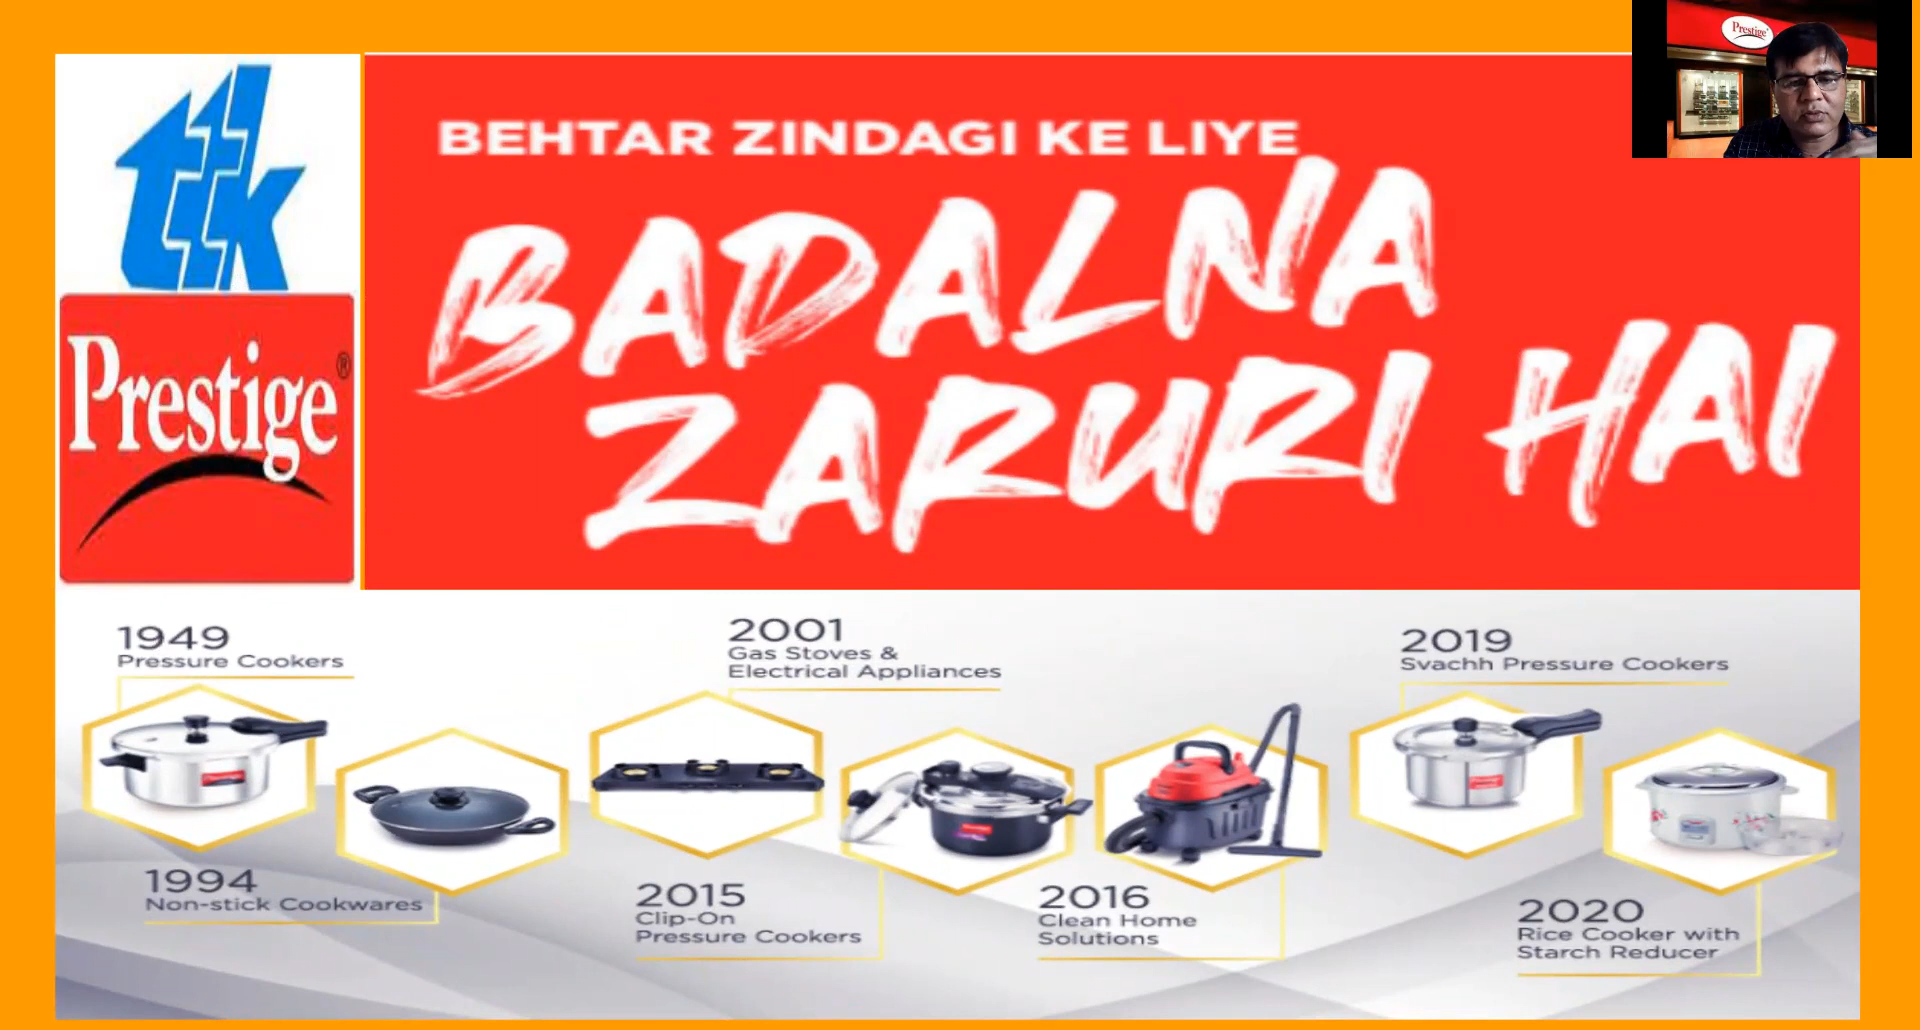 ttk
Prestige®
BEHTAR ZINDAGI KE LIYE
BADALNA
ZARURI HAI
Prestige
1949
Pressure Cookers
1994
Non-stick Cookwares
2001
Gas Stoves &
Electrical Appliances
2015
Clip-On
Pressure Cookers
2016
Clean Home
Solutions
2019
Svachh Pressure Cookers
2020
Rice Cooker with
Starch Reducer